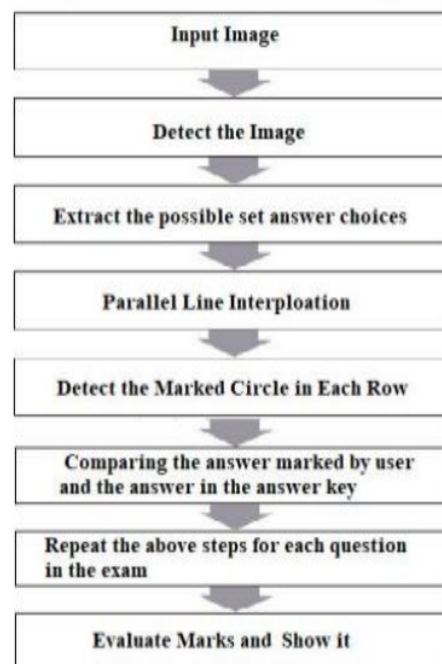 Input Image
Detect the Image
Extract the possible set answer choices
Parallel Line Interploation
Detect the Marked Circle in Each Row
Comparing the answer marked by user
and the answer in the answer key
Repeat the above steps for each question
in the exam
Evaluate Marks and Show it